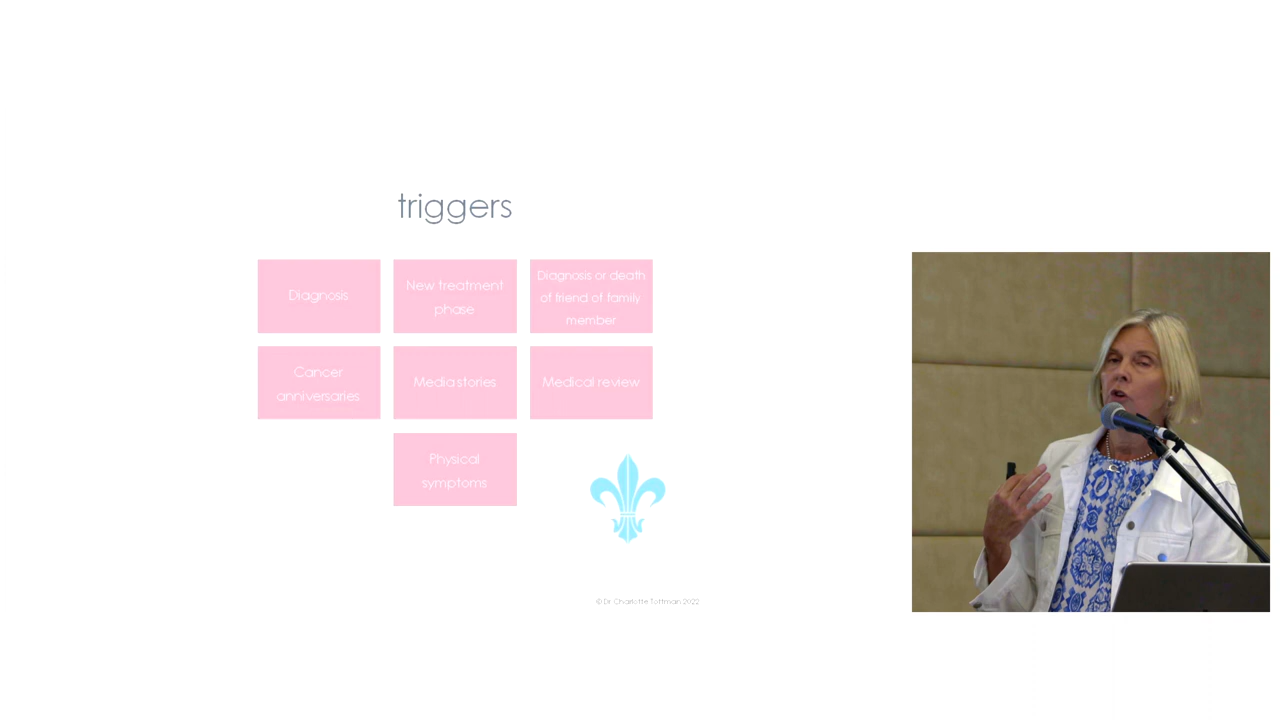 triggers
Diagnosis
New treatment
phase
Diagnosis or death
of friend of family
member
Cancer
anniversaries
Media stories
Medical review
Physical
symptoms
© Dr Charlotte Tottman 2022